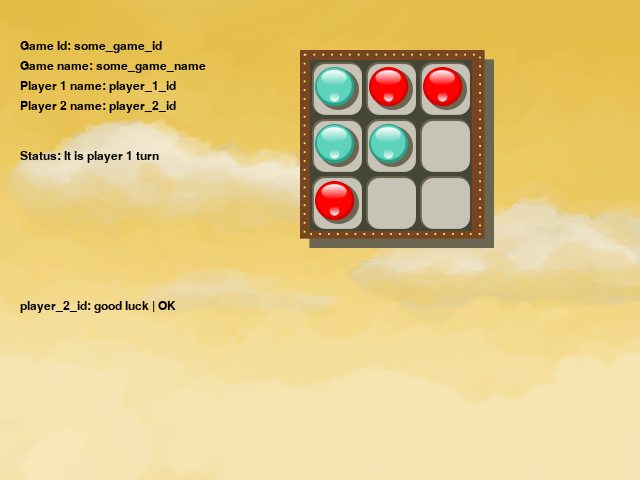 Game Id: some_game_id
Game name: some_game_name
Player 1 name: player_1_id
Player 2 name: player_2_id
Status: It is player 1 turn
player_2_id: good luck | OK